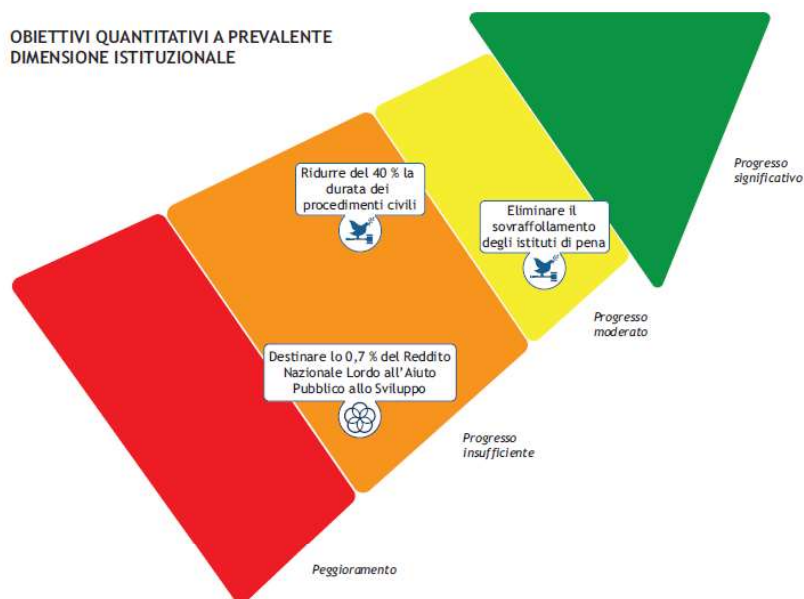 OBIETTIVI QUANTITATIVI A PREVALENTE
DIMENSIONE ISTITUZIONALE
Progresso
significativo
Ridurre del 40 % la
durata dei
procedimenti civili
Eliminare il
sovraffollamento
degli istituti di pena
Progresso
moderato
Destinare lo 0,7 % del Reddito
Nazionale Lordo all'Aiuto
Pubblico allo Sviluppo
Progresso
insufficiente
Peggioramento